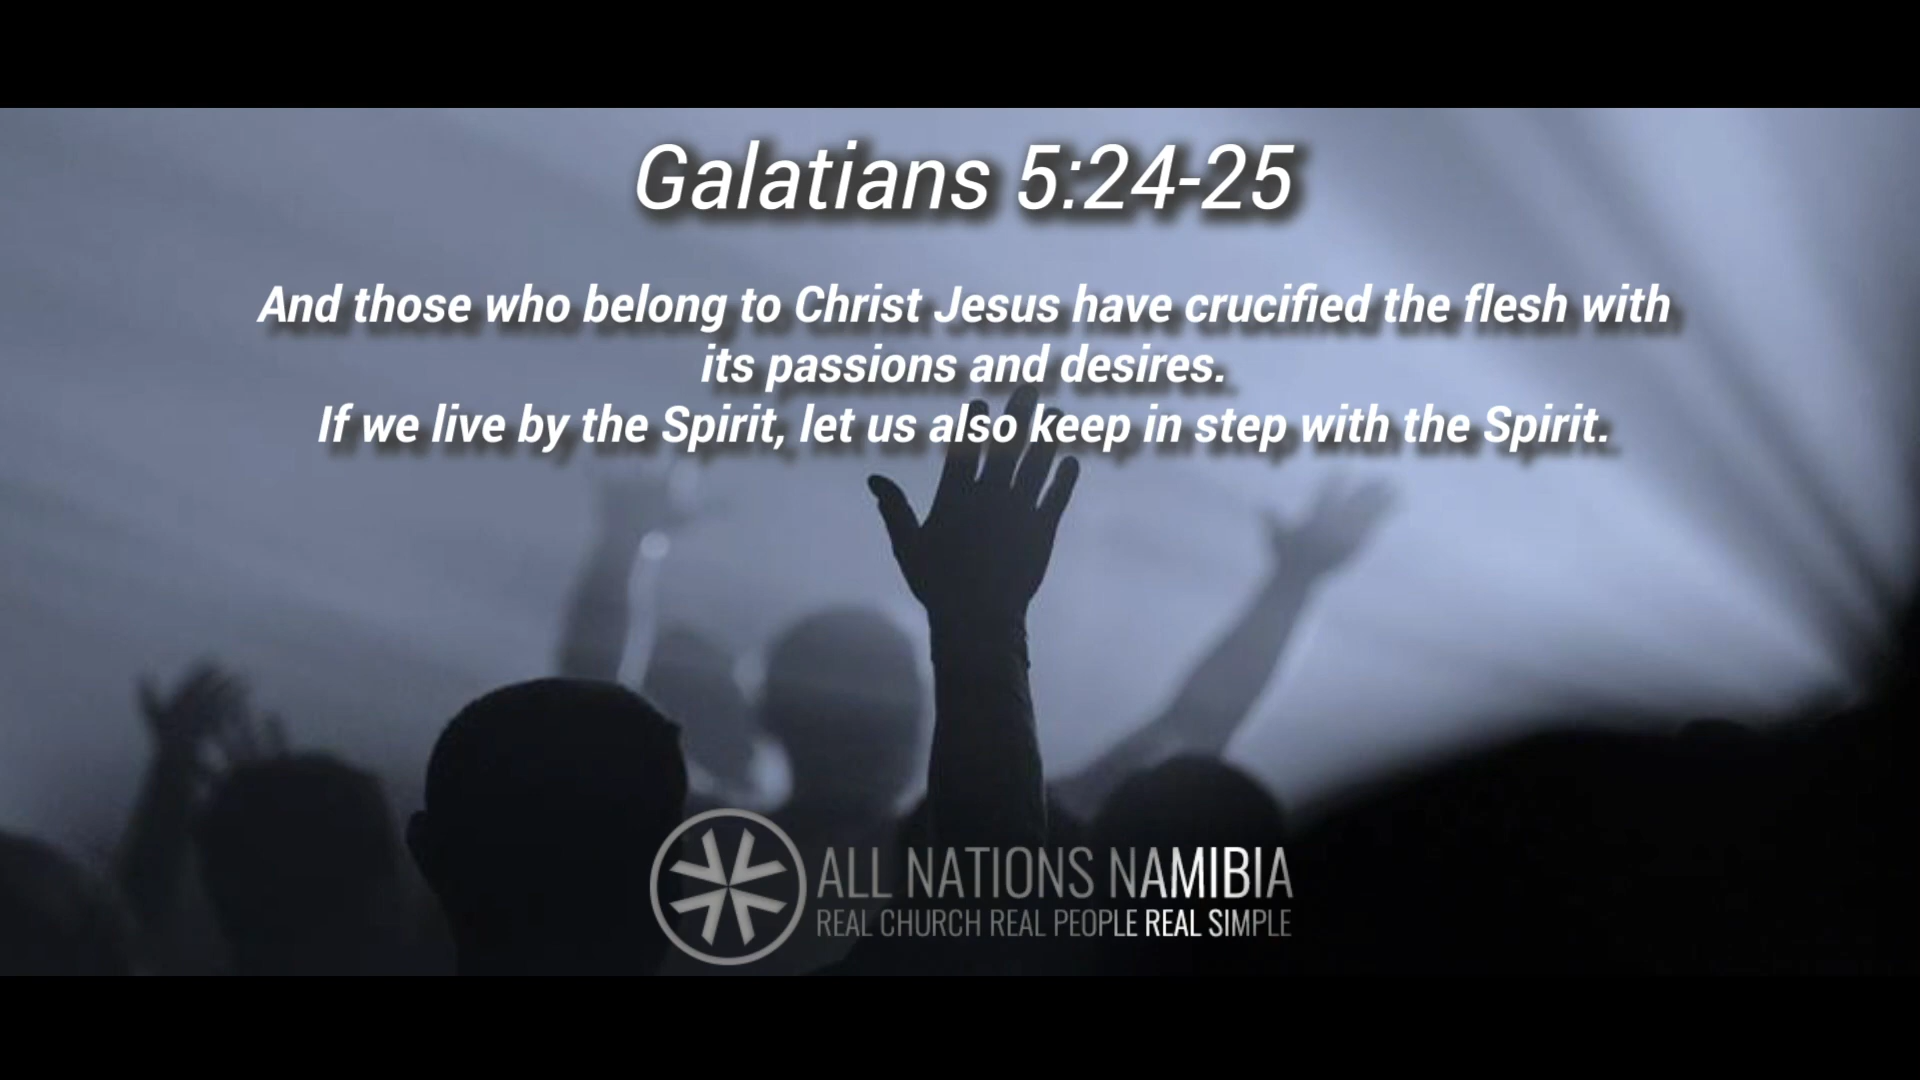 Galatians 5:24-25
And those who belong to Christ Jesus have crucified the flesh with
its passions and desires.
If we live by the Spirit, let us also keep in step with the Spirit.
ALL NATIONS NAMIBIA
REAL CHURCH REAL PEOPLE REAL SIMPLE